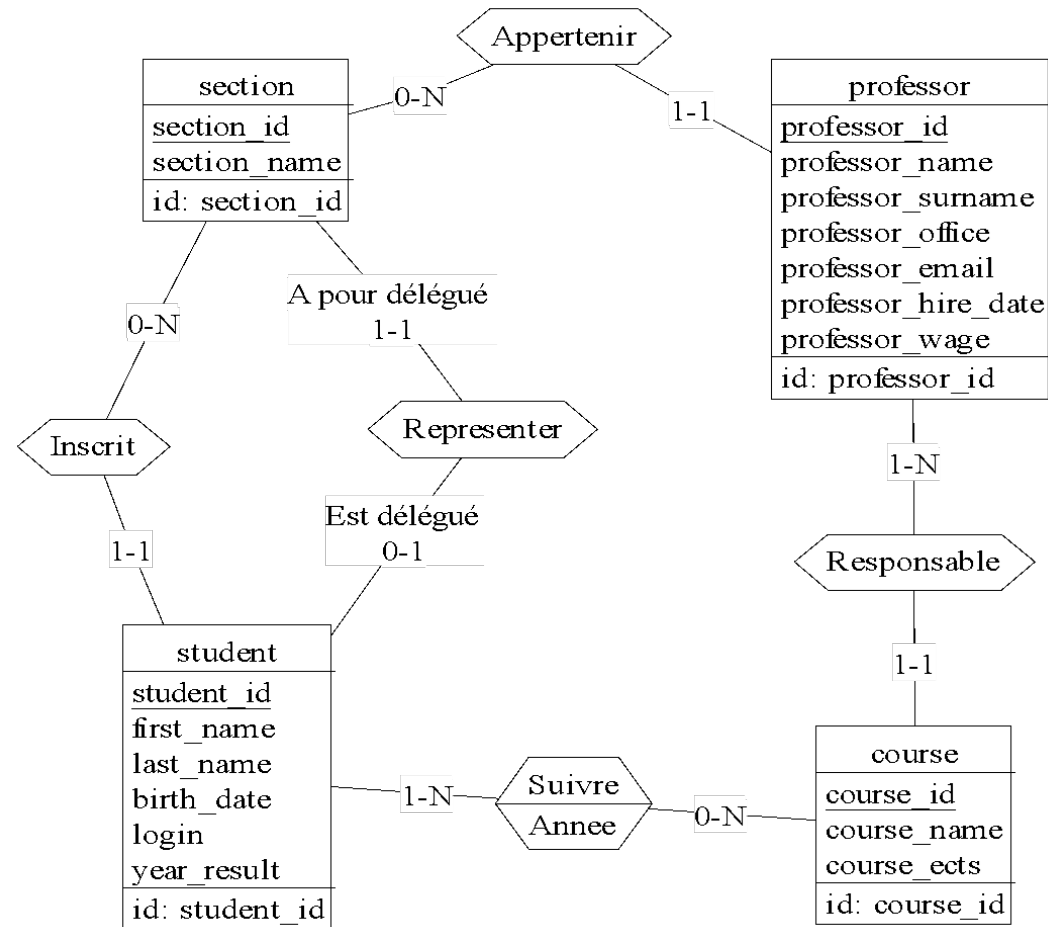 Appertenir
0-N
1-1
section
section_id
section_name
id: section_id
professor
professor_id
professor_name
professor_surname
professor_office
professor_email
professor_hire_date
professor_wage
id: professor_id
0-N
A pour délégué
1-1
Inscrit
Representer
1-N
1-1
Est délégué
0-1
Responsable
1-1
student
student_id
first_name
last_name
birth_date
login
year_result
id: student_id
1-N
Suivre
Annee
0-N
course
course_id
course_name
course_ects
id: course_id